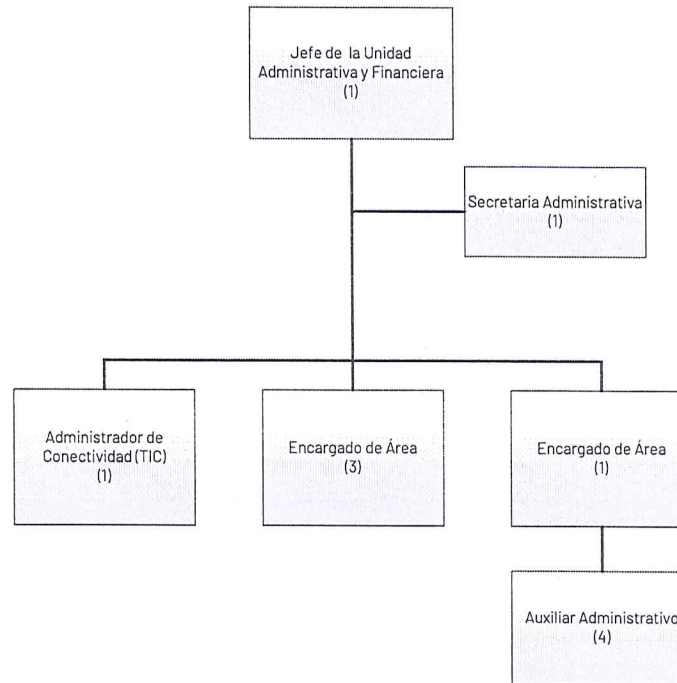 Jefe de la Unidad
Administrativa y Financiera
(1)
Secretaria Administrativa
(1)
Administrador de
Conectividad (TIC)
(1)
Encargado de Área
(3)
Encargado de Área
(1)
Auxiliar Administrativo
(4)